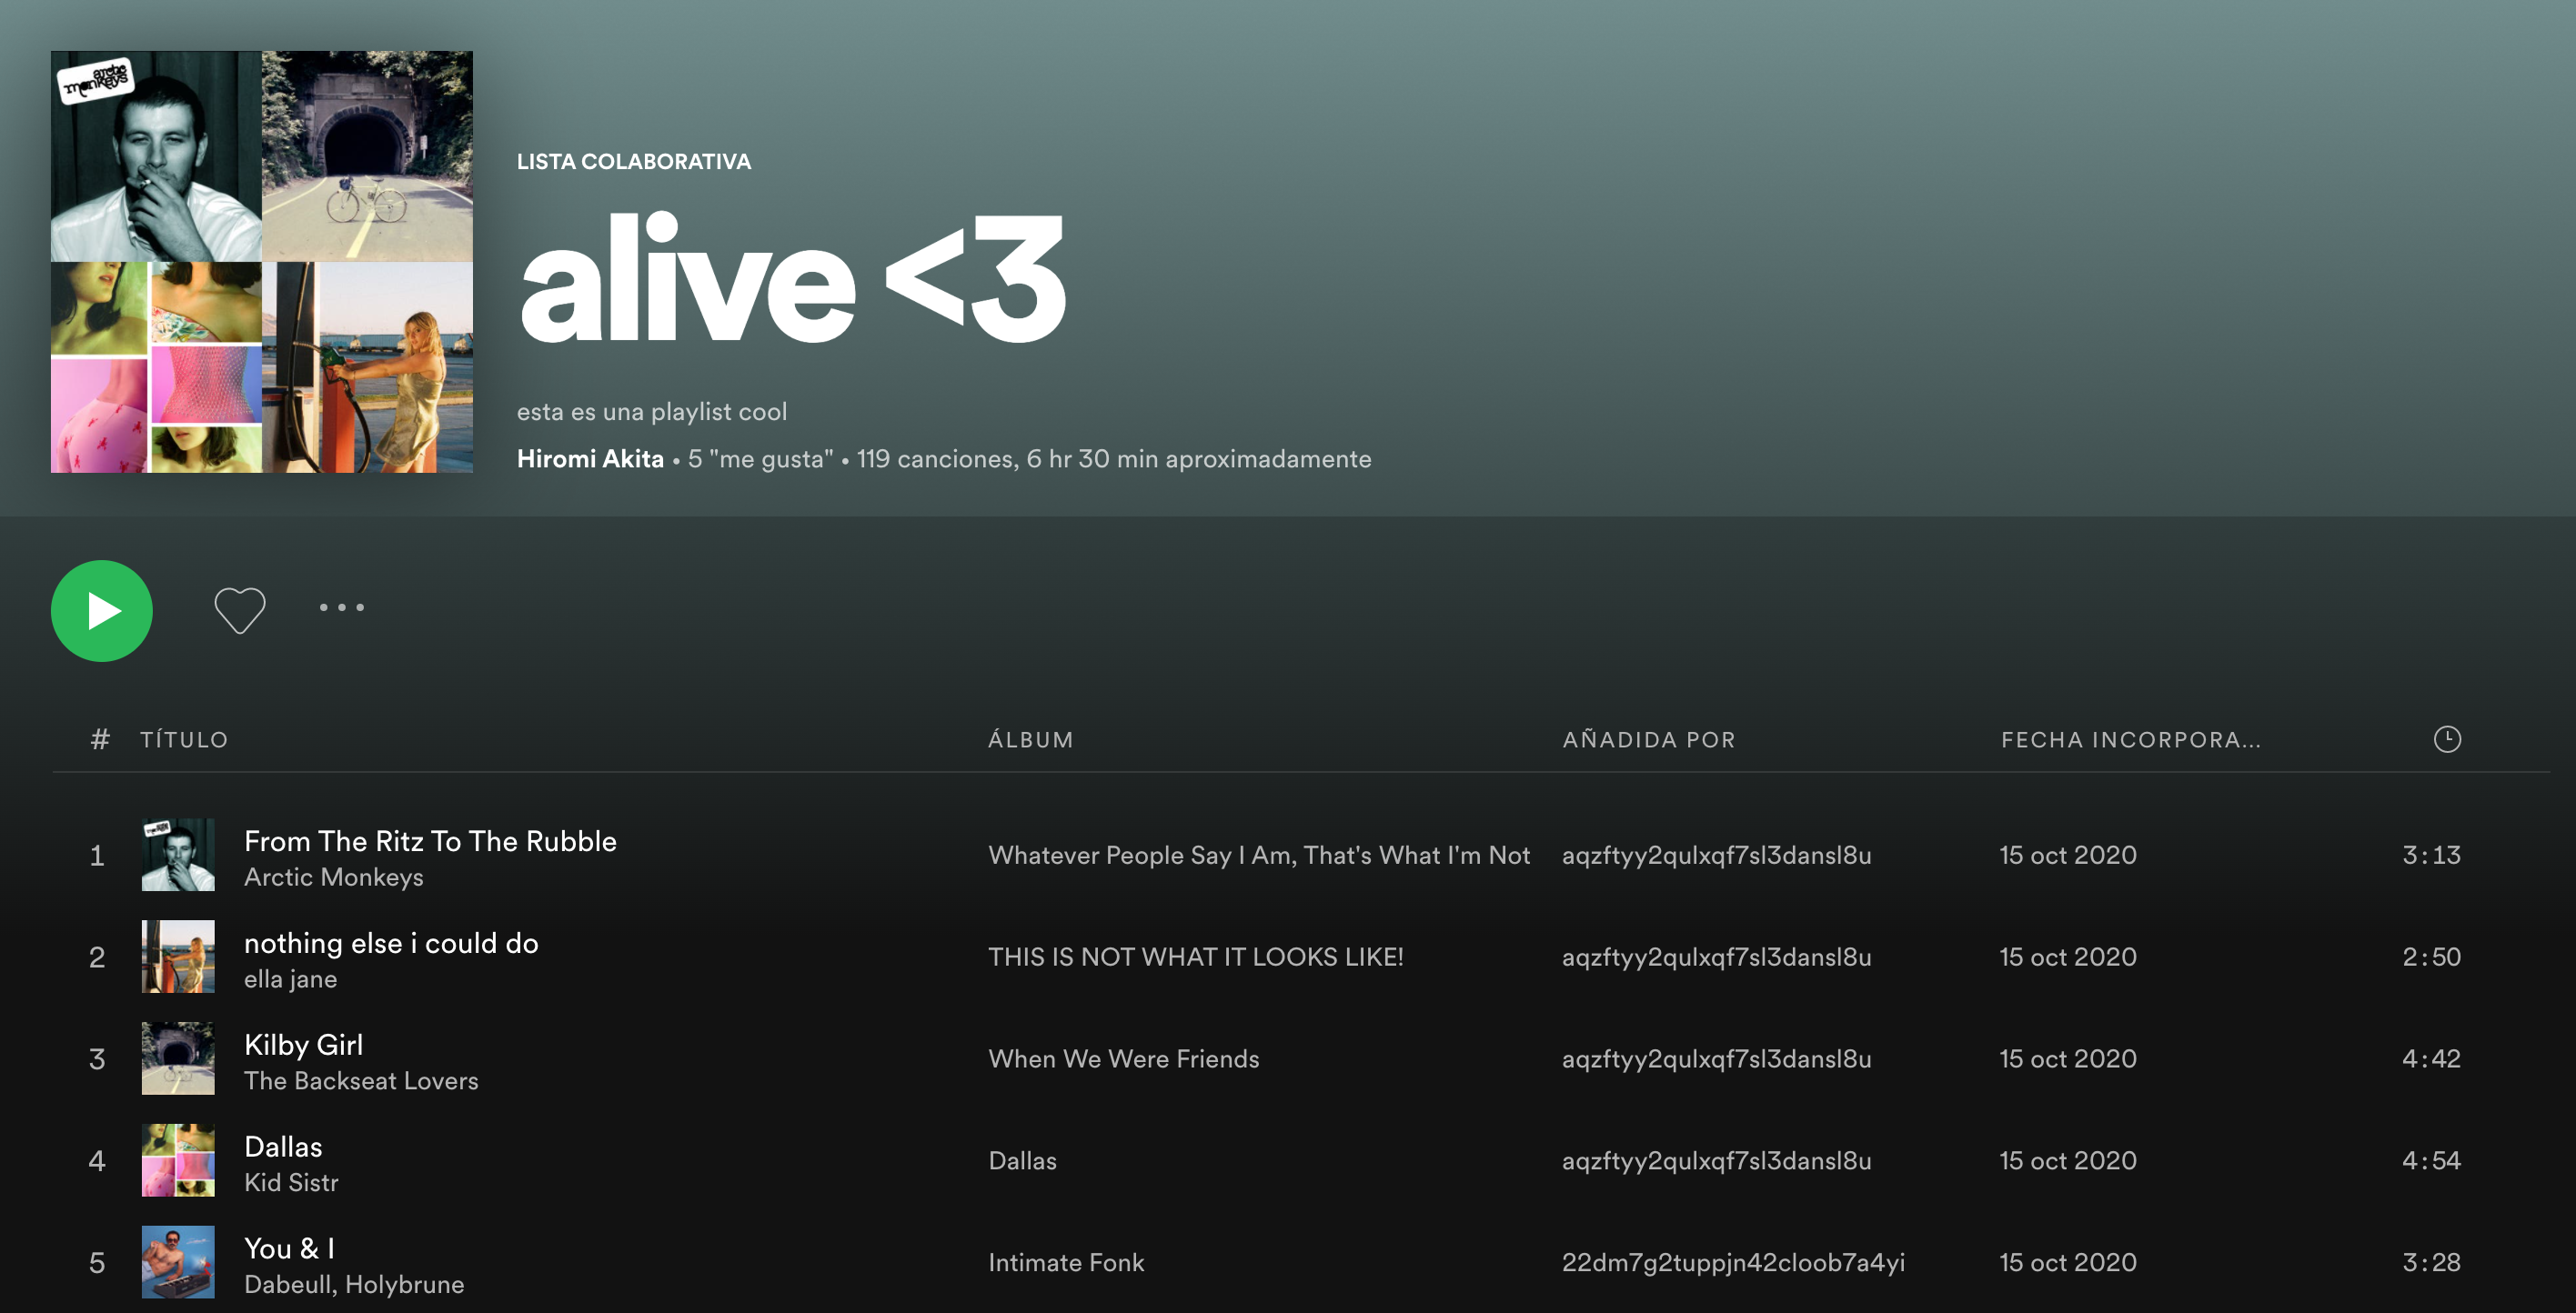 arctic monkeys
LISTA COLABORATIVA
alive <3
esta es una playlist cool
Hiromi Akita • 5 "me gusta" • 119 canciones, 6 hr 30 min aproximadamente
# TÍTULO ÁLBUM AÑADIDA POR FECHA INCORPORA...
1 From The Ritz To The Rubble Whatever People Say I Am, That's What I'm Not aqzftyy2qulxqf7sl3dansl8u 15 oct 2020 3:13
Arctic Monkeys
2 nothing else i could do THIS IS NOT WHAT IT LOOKS LIKE! aqzftyy2qulxqf7sl3dansl8u 15 oct 2020 2:50
ella jane
3 Kilby Girl When We Were Friends aqzftyy2qulxqf7sl3dansl8u 15 oct 2020 4:42
The Backseat Lovers
4 Dallas Dallas aqzftyy2qulxqf7sl3dansl8u 15 oct 2020 4:54
Kid Sistr
5 You & I Intimate Fonk 22dm7g2tuppjn42cloob7a4yi 15 oct 2020 3:28
Dabeull, Holybrune